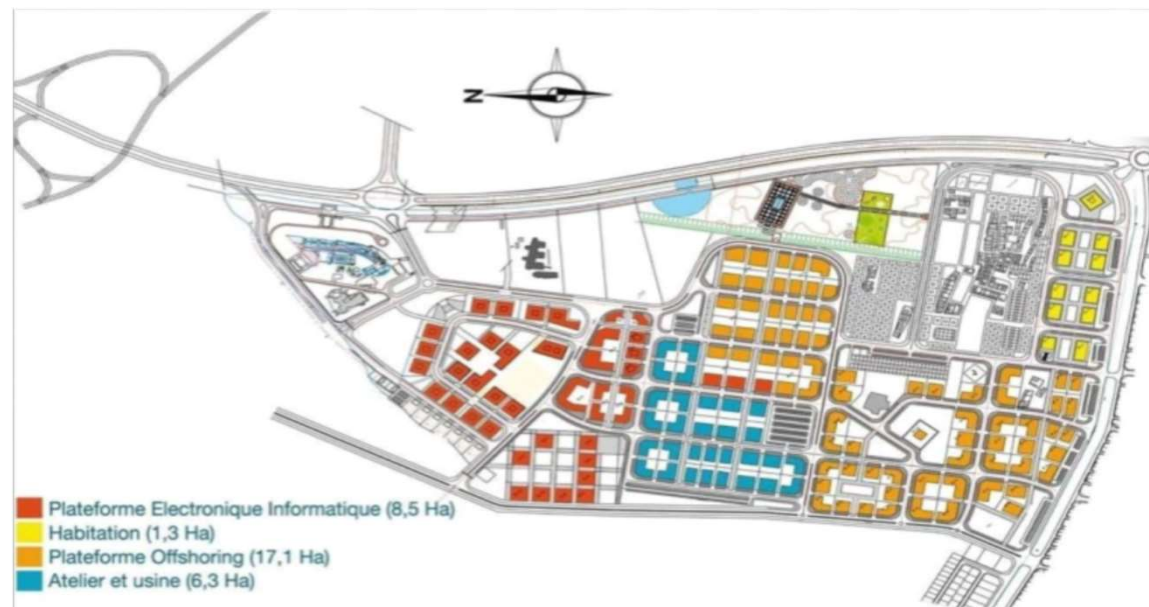 N
Plateforme Electronique Informatique (8,5 Ha)
Habitation (1,3 Ha)
Plateforme Offshoring (17,1 Ha)
Atelier et usine (6,3 Ha)